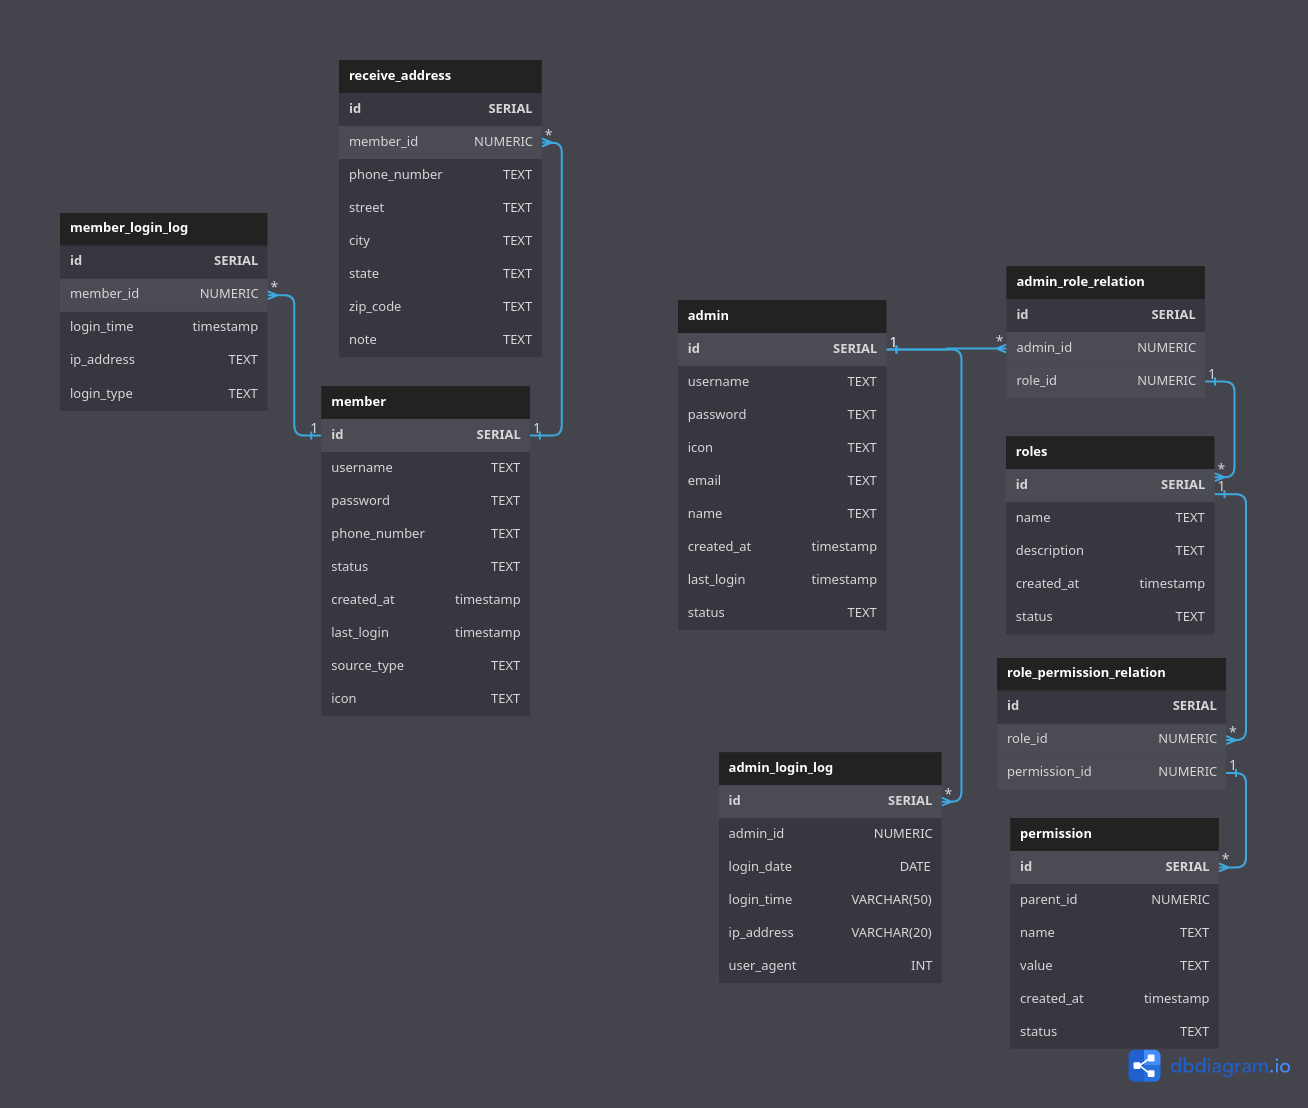 receive_address
id SERIAL
member_id NUMERIC *
phone_number TEXT
street TEXT
city TEXT
state TEXT
zip_code TEXT
note TEXT
member_login_log
id SERIAL
member_id NUMERIC *
login_time timestamp
ip_address TEXT
login_type TEXT
member
1 id SERIAL 1
username TEXT
password TEXT
phone_number TEXT
status TEXT
created_at timestamp
last_login timestamp
source_type TEXT
icon TEXT
admin
id SERIAL 1
username TEXT
password TEXT
icon TEXT
email TEXT
name TEXT
created_at timestamp
last_login timestamp
status TEXT
admin_login_log
id SERIAL *
admin_id NUMERIC
login_date DATE
login_time VARCHAR(50)
ip_address VARCHAR(20)
user_agent INT
admin_role_relation
id SERIAL
* admin_id NUMERIC
role_id NUMERIC 1
roles
id SERIAL * 1
name TEXT
description TEXT
created_at timestamp
status TEXT
role_permission_relation
id SERIAL
role_id NUMERIC *
permission_id NUMERIC 1
permission
id SERIAL *
parent_id NUMERIC
name TEXT
value TEXT
created_at timestamp
status TEXT
dbdiagram.io